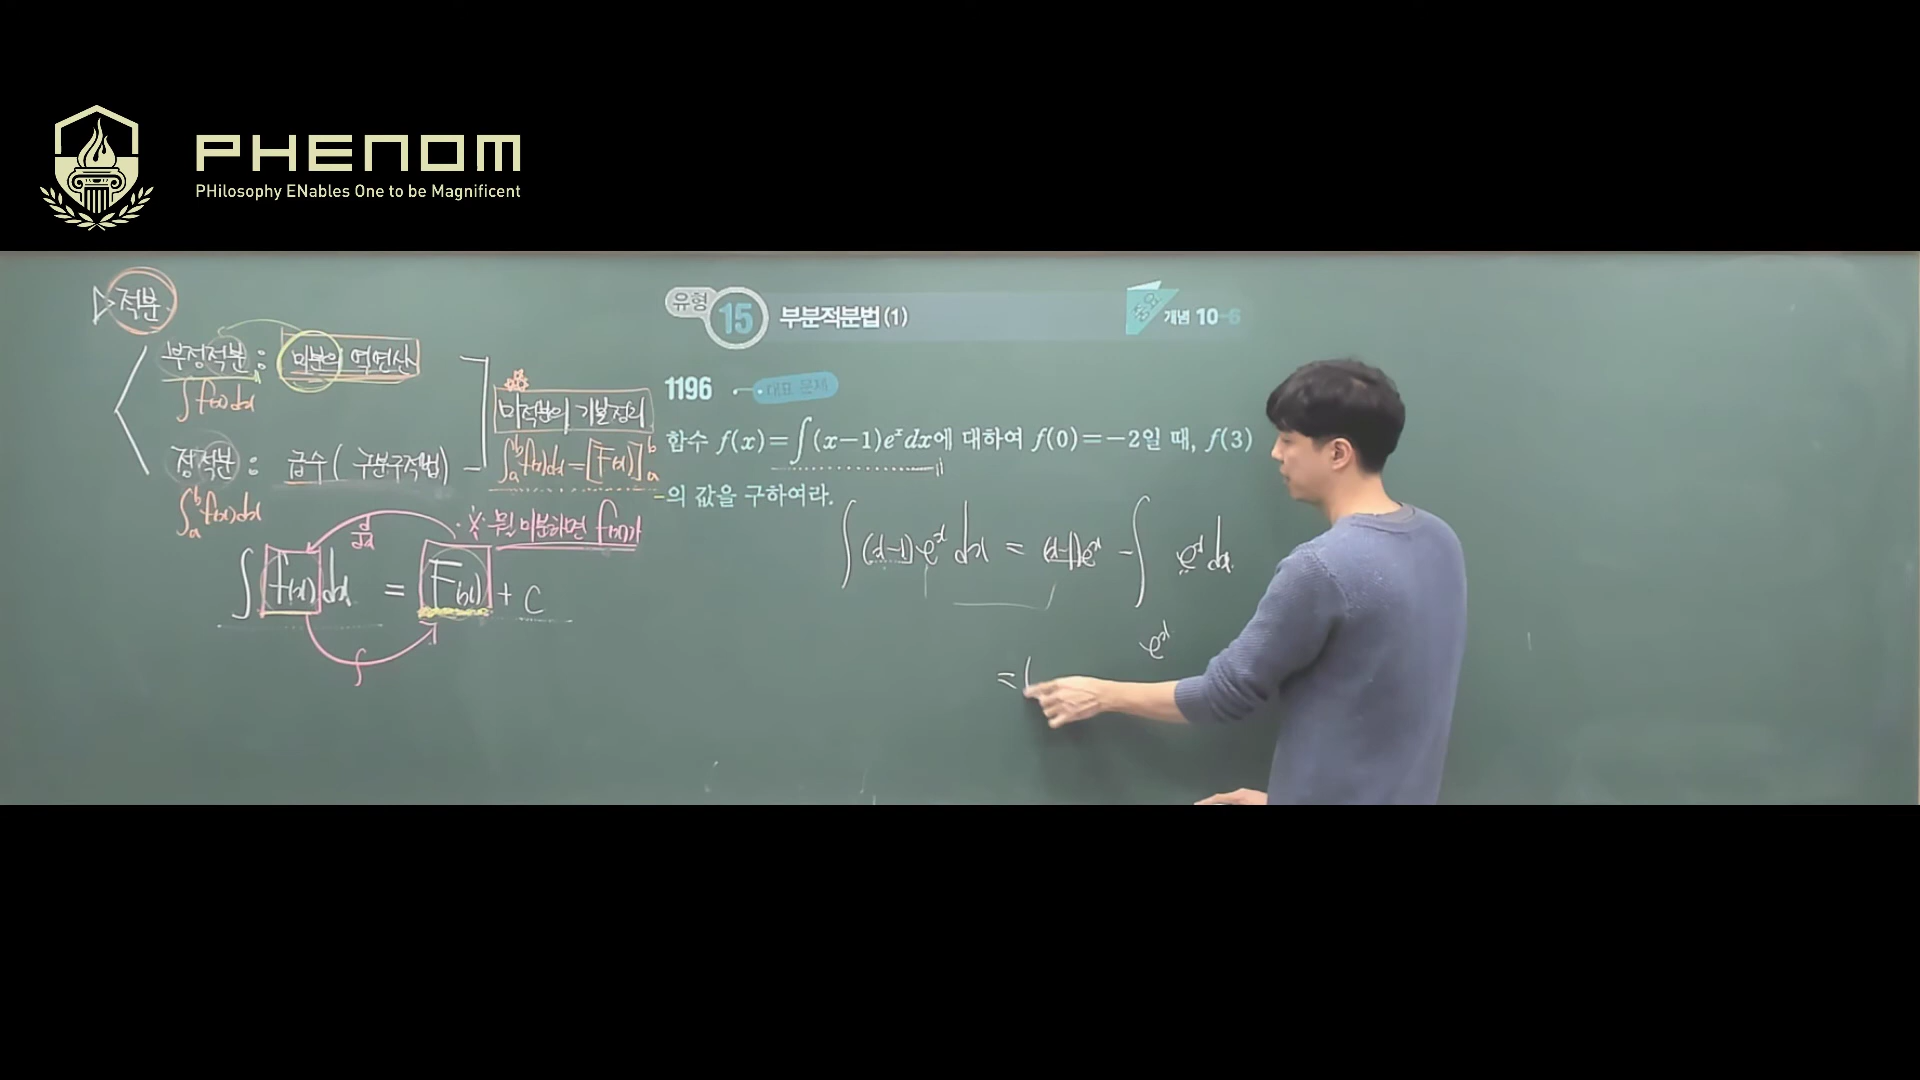 PHENOM
PHilosophy ENables One to be Magnificent
▷적분
부정적분 : 미분의 역연산
∫f(x)dx
정적분 : 급수 ( 구분구적법 )
∫ₐᵇf(x)dx
미적분의 기본정리
∫ₐᵇf(x)dx=[F(x)]ₐᵇ
※ 뭘 미분하면 f(x)가
d/dx
∫f(x)dx = F(x) + C
∫
유형 15 부분적분법 (1) 중요 개념 10-6
1196 대표 문제
함수 f(x)=∫(x−1)eˣdx에 대하여 f(0)=−2일 때, f(3)
의 값을 구하여라.
∫(x-1)eˣdx = (x-1)eˣ - ∫ eˣdx
eˣ
= (